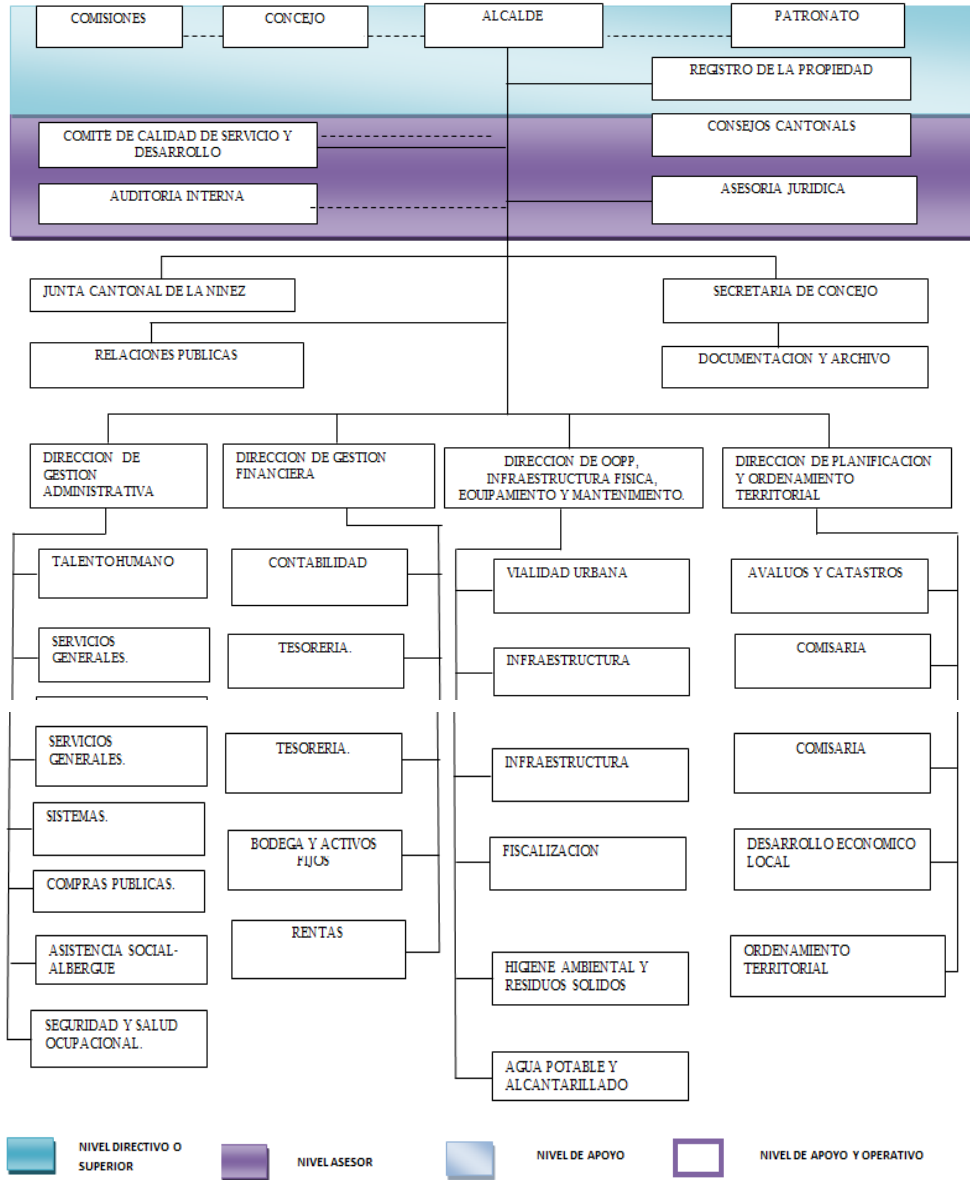 COMISIONES
CONCEJO
ALCALDE
PATRONATO
REGISTRO DE LA PROPIEDAD
COMITE DE CALIDAD DE SERVICIO Y
DESARROLLO
CONSEJOS CANTONALS
AUDITORIA INTERNA
ASESORIA JURIDICA
JUNTA CANTONAL DE LA NINEZ
SECRETARIA DE CONCEJO
RELACIONES PUBLICAS
DOCUMENTACION Y ARCHIVO
DIRECCION DE
GESTION
ADMINISTRATIVA
DIRECCION DE GESTION
FINANCIERA
DIRECCION DE OOPP,
INFRAESTRUCTURA FISICA,
EQUIPAMIENTO Y MANTENIMIENTO.
DIRECCION DE PLANIFICACION
Y ORDENAMIENTO
TERRITORIAL
TALENTO HUMANO
CONTABILIDAD
VIALIDAD URBANA
AVALUOS Y CATASTROS
SERVICIOS
GENERALES.
TESORERIA.
INFRAESTRUCTURA
COMISARIA
SERVICIOS
GENERALES.
TESORERIA.
INFRAESTRUCTURA
COMISARIA
SISTEMAS.
BODEGA Y ACTIVOS
FIJOS
FISCALIZACION
DESARROLLO ECONOMICO
LOCAL
COMPRAS PUBLICAS.
RENTAS
ASISTENCIA SOCIAL-
ALBERGUE
HIGIENE AMBIENTAL Y
RESIDUOS SOLIDOS
ORDENAMIENTO
TERRITORIAL
SEGURIDAD Y SALUD
OCUPACIONAL.
AGUA POTABLE Y
ALCANTARILLADO
NIVEL DIRECTIVO O
SUPERIOR
NIVEL ASESOR
NIVEL DE APOYO
NIVEL DE APOYO Y OPERATIVO